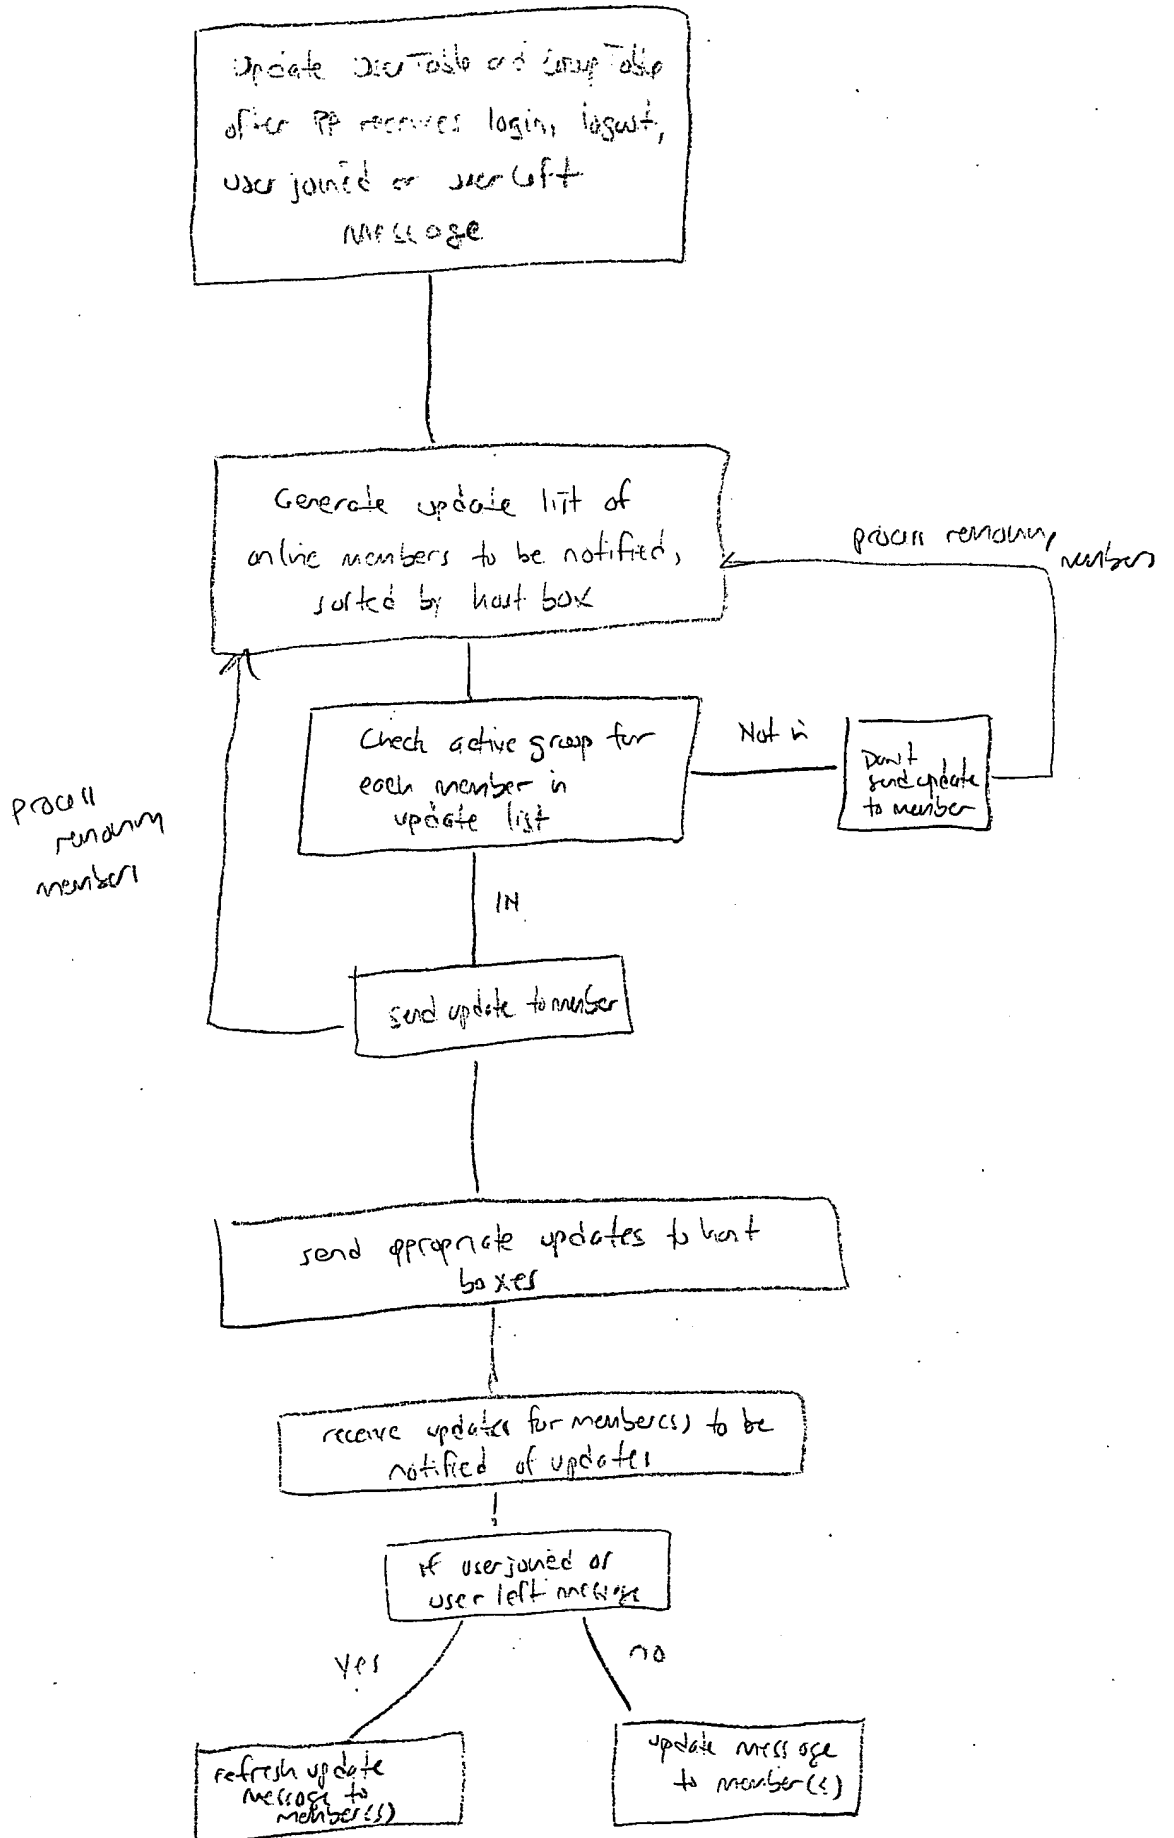 Update UserTable and GroupTable
after PP receives login, logout,
user joined or user left
message
Generate update list of
online members to be notified,
sorted by host box
process remaining
members
Check active group for
each member in
update list
Not in
Don't
send update
to member
process
remaining
members
IN
send update to member
send appropriate updates to host
boxes
receive updates for member(s) to be
notified of updates
if user joined or
user left message
yes
no
refresh update
message to
member(s)
update message
to member(s)